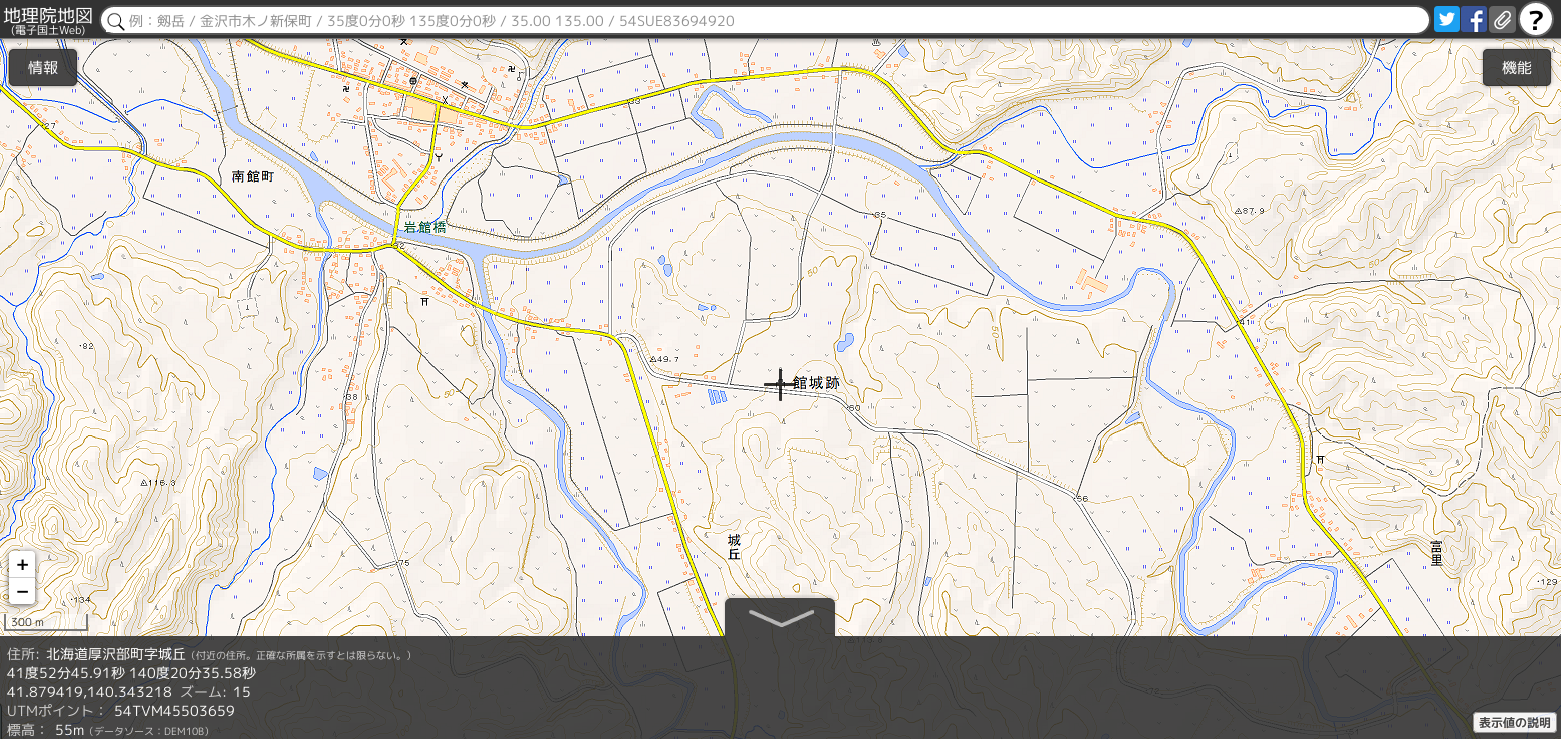 地理院地図
(電子国土Web)
例：剱岳 / 金沢市木ノ新保町 / 35度0分0秒 135度0分0秒 / 35.00 135.00 / 54SUE83694920
?
情報
機能
33
27
南館町
岩館橋
32
35
87.9
50
41
50
82
49.7
館城跡
50
50
38
100
116.3
56
城丘
富里
75
134
129
+
−
300 m
住所: 北海道厚沢部町字城丘 (付近の住所。正確な所属を示すとは限らない。)
41度52分45.91秒 140度20分35.58秒
41.879419,140.343218 ズーム: 15
UTMポイント： 54TVM45503659
標高： 55m (データソース：DEM10B)
表示値の説明